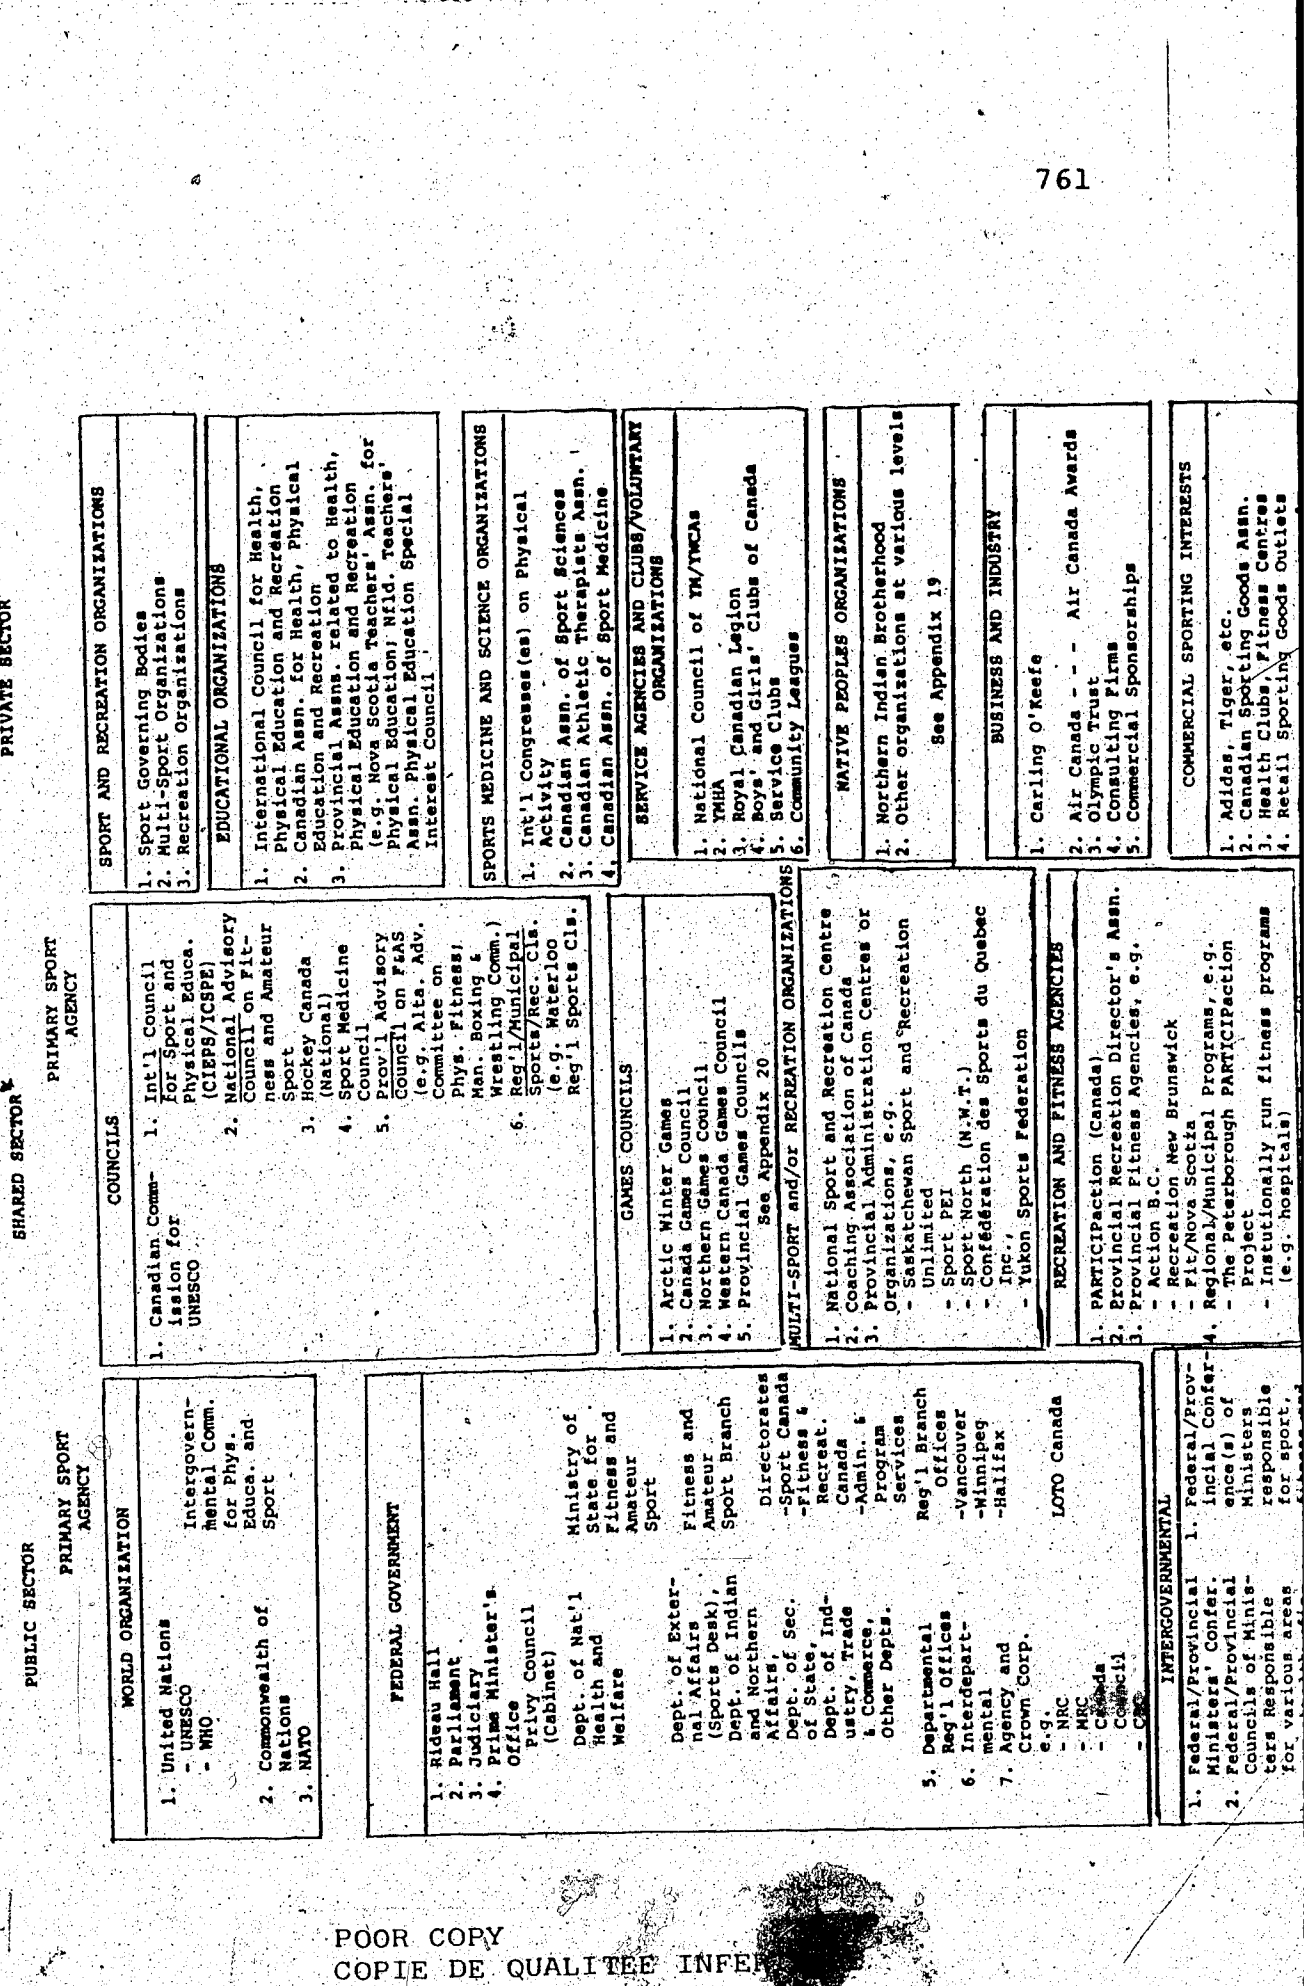 761
PUBLIC SECTOR
PRIMARY SPORT
AGENCY
WORLD ORGANIZATION
1. United Nations
- UNESCO
- WHO
Intergovern-
mental Comm.
for Phys.
Educa. and
Sport
2. Commonwealth of
Nations
3. NATO
FEDERAL GOVERNMENT
1. Rideau Hall
2. Parliament
3. Judiciary
4. Prime Minister's
Office
Privy Council
(Cabinet)
Dept. of Nat'l
Health and
Welfare
Ministry of
State for
Fitness and
Amateur
Sport
Dept. of Exter-
nal Affairs
(Sports Desk),
Dept. of Indian
and Northern
Affairs,
Dept. of Sec.
of State,
Dept. of Ind-
ustry, Trade
& Commerce,
Other Depts.
Fitness and
Amateur
Sport Branch
Directorates
-Sport Canada
-Fitness &
Recreat.
Canada
-Admin. &
Program
Services
5. Departmental
Reg'l Offices
6. Interdepart-
mental
7. Agency and
Crown Corp.
e.g.
- NRC
- MRC
- Canada
Council
Reg'l Branch
Offices
-Vancouver
-Winnipeg
-Halifax
LOTO Canada
INTERGOVERNMENTAL
1. Federal/Provincial
Ministers' Confer.
2. Federal/Provincial
Councils of Minis-
ters Responsible
for various areas
1. Federal/Prov-
incial Confer-
ence(s) of
Ministers
responsible
for sport,
SHARED SECTOR
PRIMARY SPORT
AGENCY
COUNCILS
1. Canadian Comm-
ission for
UNESCO
1. Int'l Council
for Sport and
Physical Educa.
(CIEPS/ICSPE)
2. National Advisory
Council on Fit-
ness and Amateur
Sport
3. Hockey Canada
(National)
4. Sport Medicine
Council
5. Prov'l Advisory
Council on F&AS
(e.g. Alta. Adv.
Committee on
Phys. Fitness;
Man. Boxing &
Wrestling Comm.)
6. Reg'l/Municipal
Sports/Rec. Cls.
(e.g. Waterloo
Reg'l Sports Cls.
GAMES COUNCILS
1. Arctic Winter Games
2. Canada Games Council
3. Northern Games Council
4. Western Canada Games Council
5. Provincial Games Councils
See Appendix 20
MULTI-SPORT and/or RECREATION ORGANIZATIONS
1. National Sport and Recreation Centre
2. Coaching Association of Canada
3. Provincial Administration Centres or
Organizations, e.g.
- Saskatchewan Sport and Recreation
Unlimited
- Sport PEI
- Sport North (N.W.T.)
- Confédération des Sports du Quebec
Inc.,
- Yukon Sports Federation
RECREATION AND FITNESS AGENCIES
1. PARTICIPaction (Canada)
2. Provincial Recreation Director's Assn.
3. Provincial Fitness Agencies, e.g.
- Action B.C.
- Recreation New Brunswick
- Fit/Nova Scotia
4. Regional/Municipal Programs, e.g.
- The Peterborough PARTICIPaction
Project
- Instutionally run fitness programs
(e.g. hospitals)
PRIVATE SECTOR
SPORT AND RECREATION ORGANIZATIONS
1. Sport Governing Bodies
2. Multi-Sport Organizations
3. Recreation Organizations
EDUCATIONAL ORGANIZATIONS
1. International Council for Health,
Physical Education and Recreation
2. Canadian Assn. for Health, Physical
Education and Recreation
3. Provincial Assns. related to Health,
Physical Education and Recreation
(e.g. Nova Scotia Teachers' Assn. for
Physical Education; Nfld. Teachers'
Assn. Physical Education Special
Interest Council
SPORTS MEDICINE AND SCIENCE ORGANIZATIONS
1. Int'l Congresses(es) on Physical
Activity
2. Canadian Assn. of Sport Sciences
3. Canadian Athletic Therapists Assn.
4. Canadian Assn. of Sport Medicine
SERVICE AGENCIES AND CLUBS/VOLUNTARY
ORGANIZATIONS
1. National Council of YM/YWCAs
2. YMHA
3. Royal Canadian Legion
4. Boys' and Girls' Clubs of Canada
5. Service Clubs
6. Community Leagues
NATIVE PEOPLES ORGANIZATIONS
1. Northern Indian Brotherhood
2. Other organizations at various levels
See Appendix 19
BUSINESS AND INDUSTRY
1. Carling O'Keefe
2. Air Canada - - - Air Canada Awards
3. Olympic Trust
4. Consulting Firms
5. Commercial Sponsorships
COMMERCIAL SPORTING INTERESTS
1. Adidas, Tiger, etc.
2. Canadian Sporting Goods Assn.
3. Health Clubs, Fitness Centres
4. Retail Sporting Goods Outlets
POOR COPY
COPIE DE QUALITEE